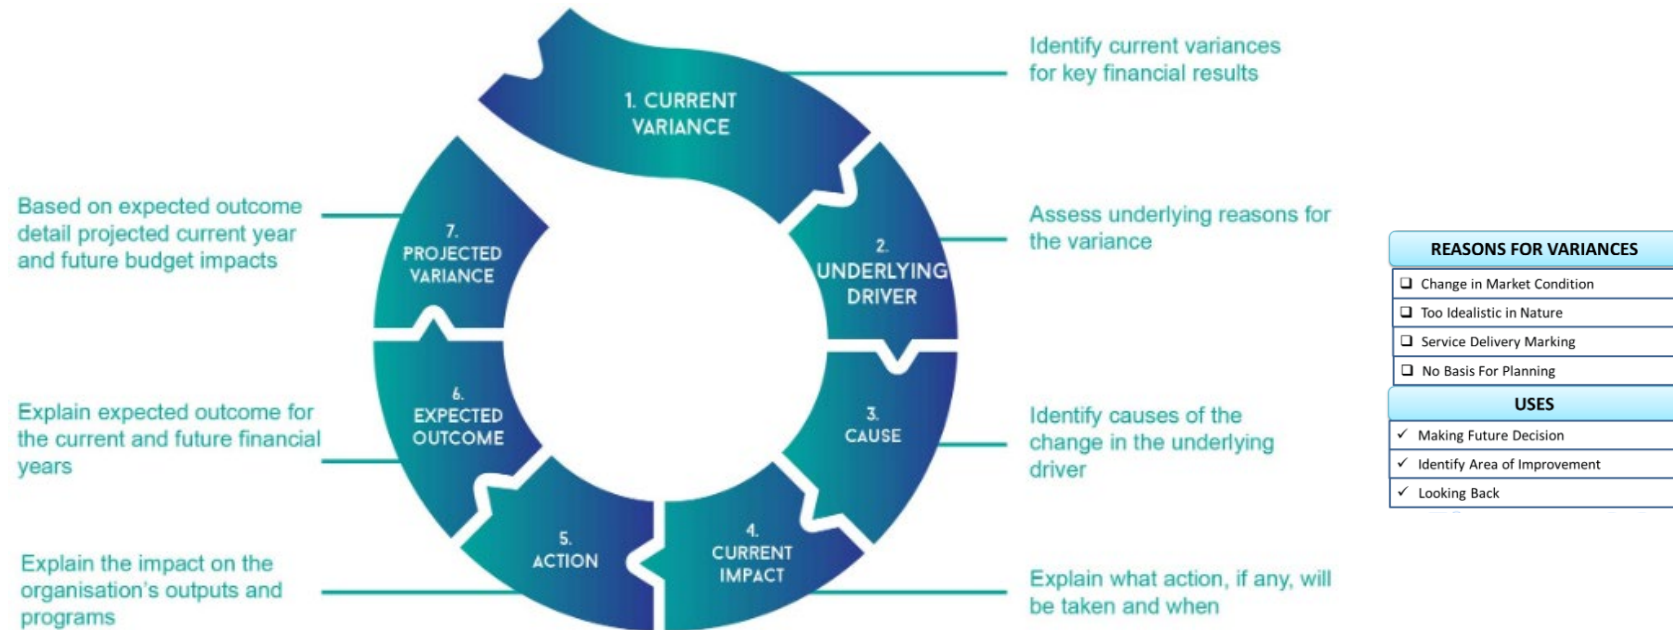 1. CURRENT
VARIANCE
Identify current variances
for key financial results
2.
UNDERLYING
DRIVER
Assess underlying reasons for
the variance
3.
CAUSE
Identify causes of the
change in the underlying
driver
4.
CURRENT
IMPACT
Explain what action, if any, will
be taken and when
5.
ACTION
Explain the impact on the
organisation's outputs and
programs
6.
EXPECTED
OUTCOME
Explain expected outcome for
the current and future financial
years
7.
PROJECTED
VARIANCE
Based on expected outcome
detail projected current year
and future budget impacts
REASONS FOR VARIANCES
Change in Market Condition
Too Idealistic in Nature
Service Delivery Marking
No Basis For Planning
USES
Making Future Decision
Identify Area of Improvement
Looking Back